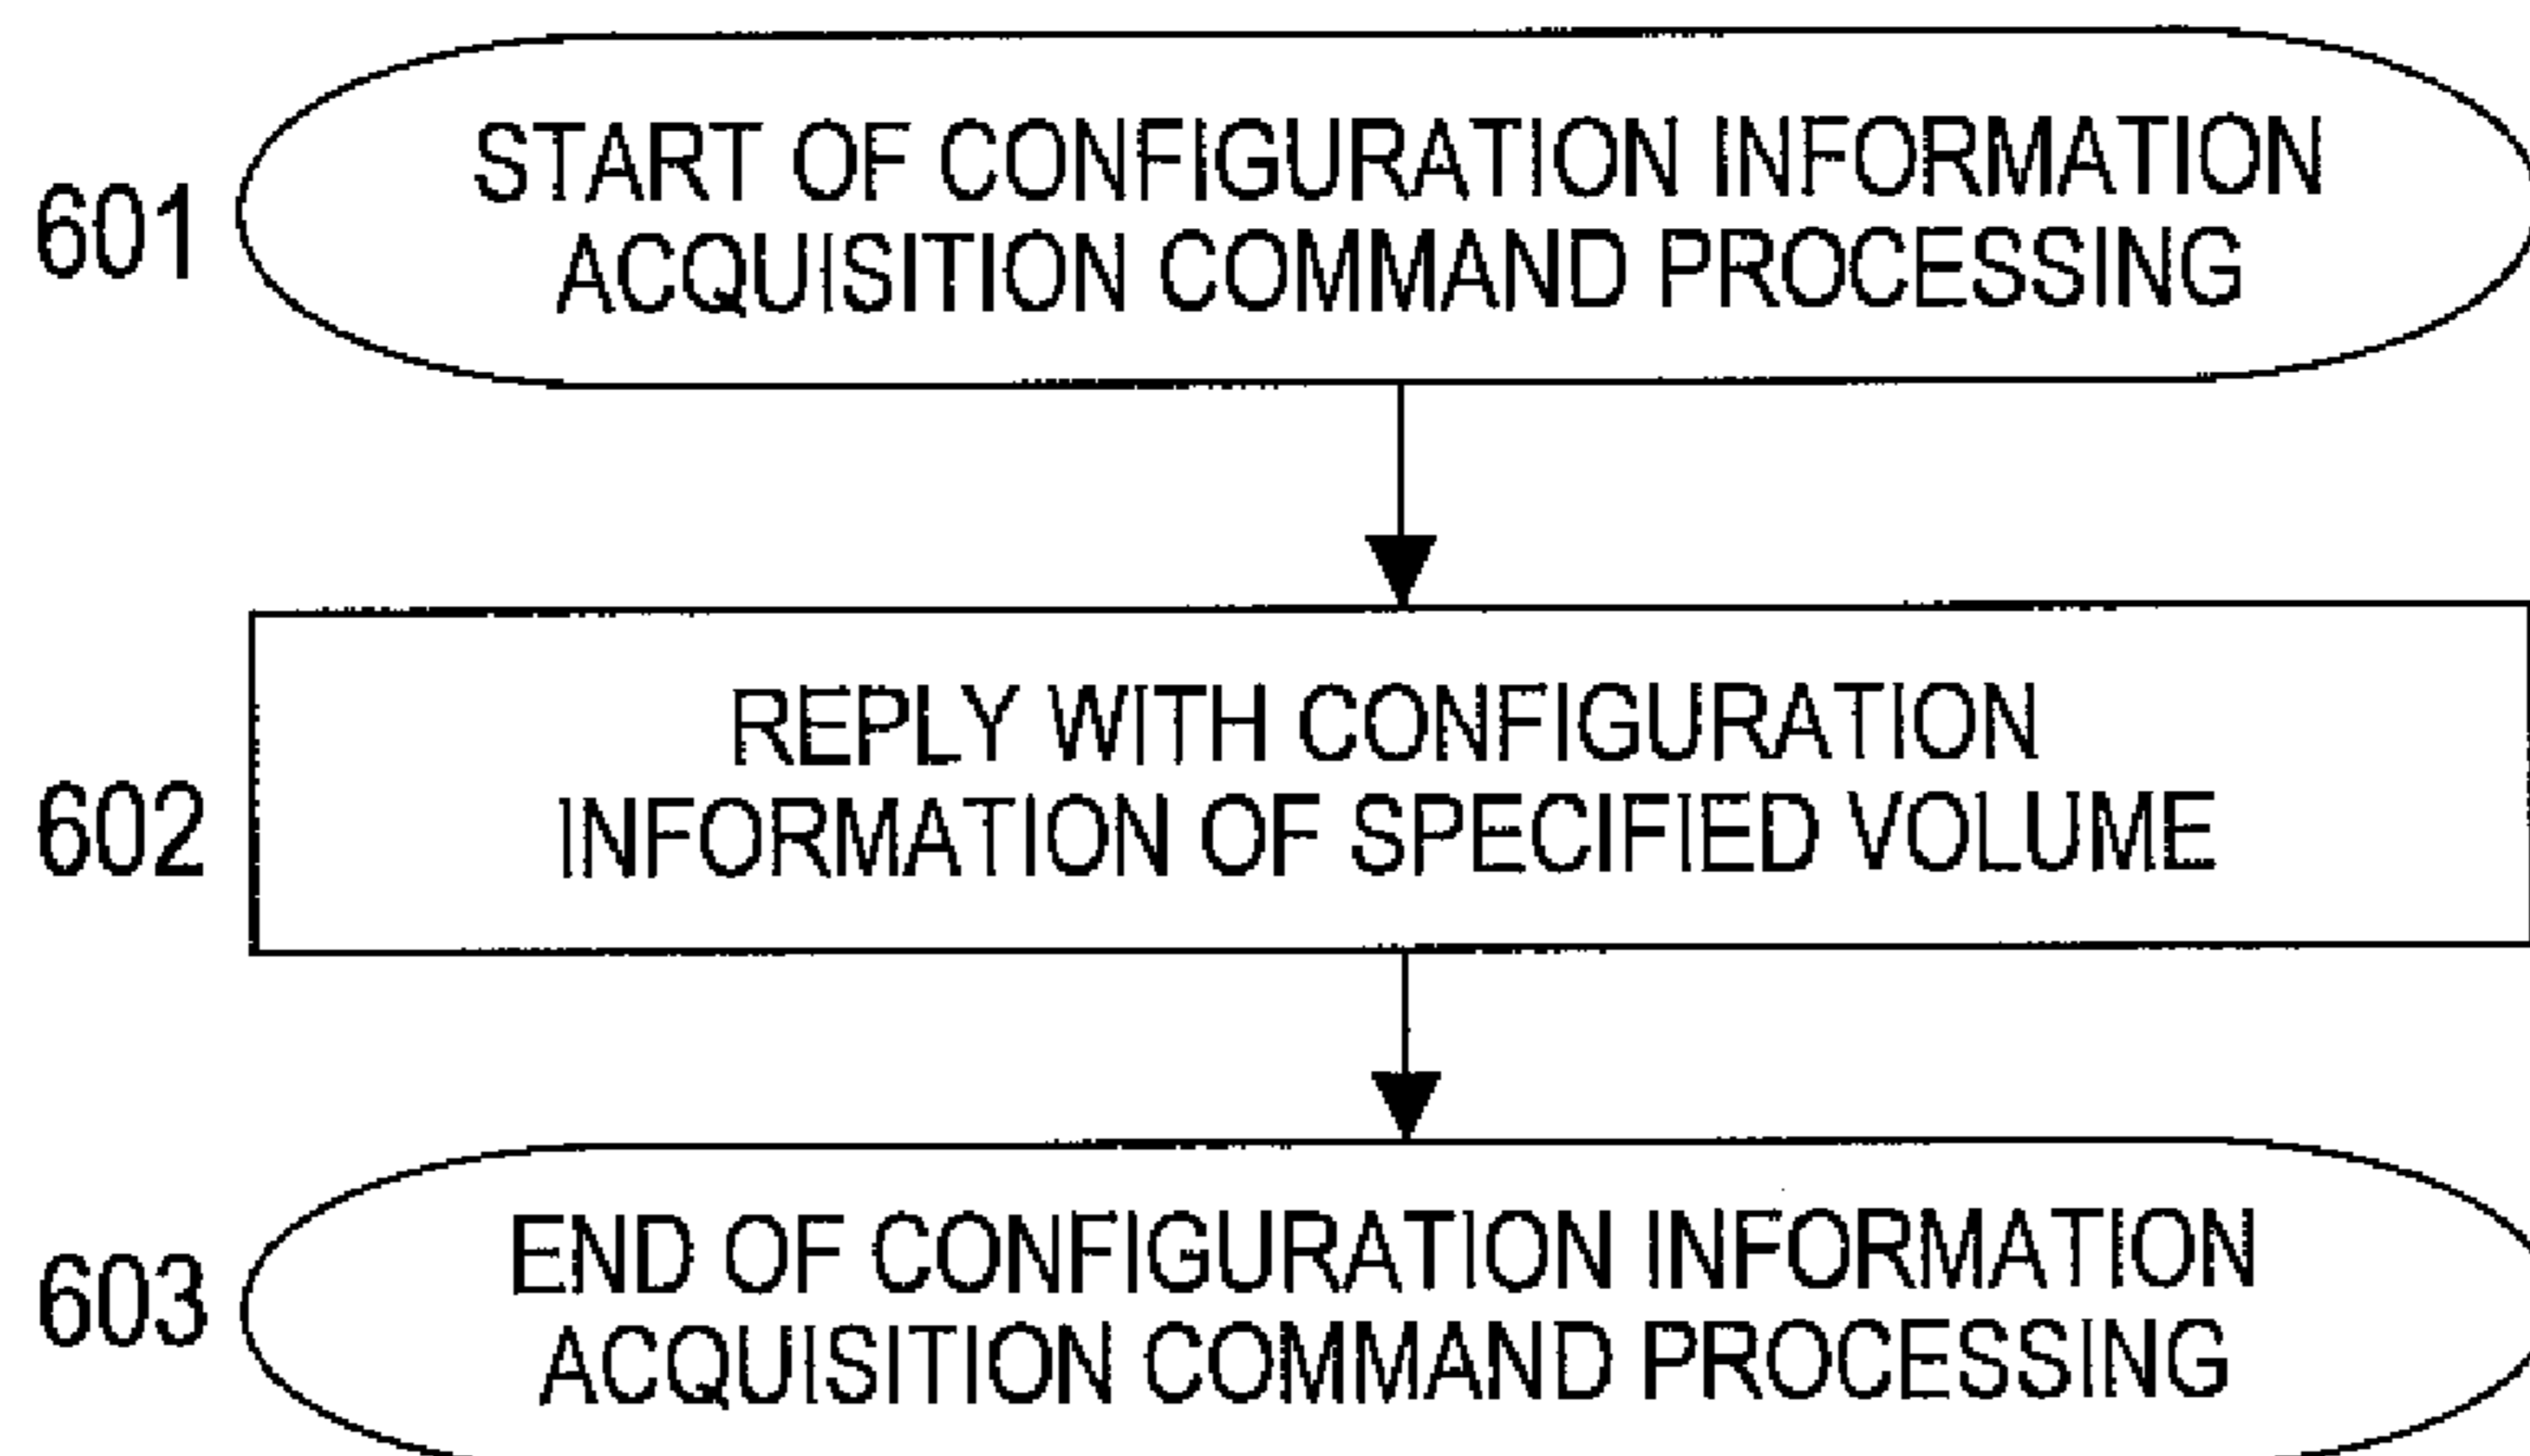 START OF CONFIGURATION INFORMATION
601
ACQUISITION COMMAND PROCESSING
REPLY WITH CONFIGURATION
602
INFORMATION OF SPECIFIED VOLUME
END OF CONFIGURATION INFORMATION
603
ACQUISITION COMMAND PROCESSING